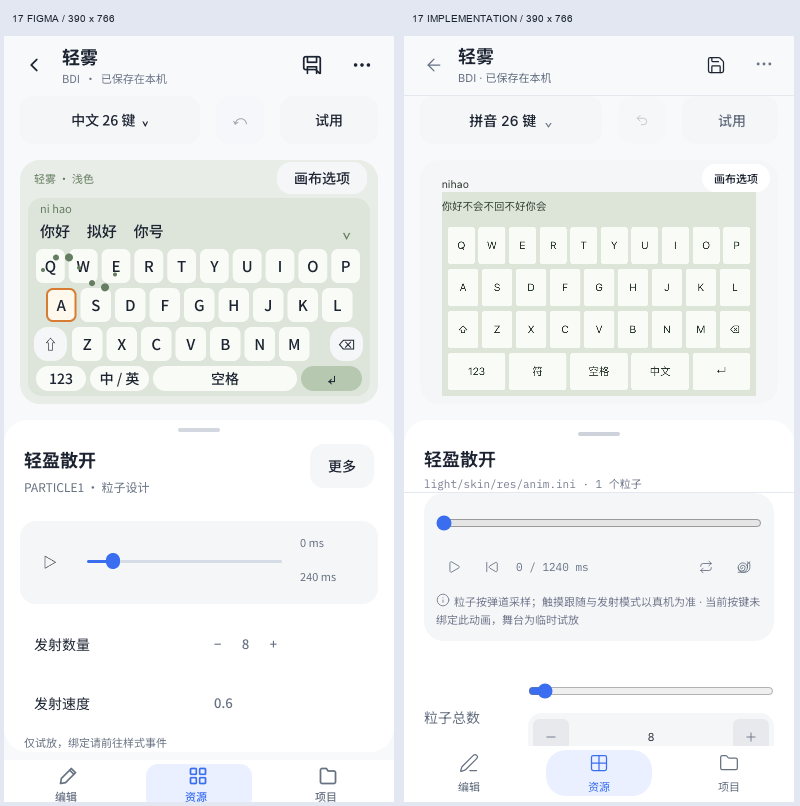 17 FIGMA / 390 x 766
轻雾
BDI · 已保存在本机
中文 26 键
试用
轻雾 · 浅色
画布选项
ni hao
你好 拟好 你号
Q W E R T Y U I O P
A S D F G H J K L
Z X C V B N M
123 中 / 英 空格
轻盈散开
更多
PARTICLE1 · 粒子设计
0 ms
240 ms
发射数量 − 8 +
发射速度 0.6
仅试放，绑定请前往样式事件
编辑 资源 项目
17 IMPLEMENTATION / 390 x 766
轻雾
BDI · 已保存在本机
拼音 26 键
试用
画布选项
nihao
你好不会不回不好你会
Q W E R T Y U I O P
A S D F G H J K L
Z X C V B N M
123 符 空格 中文
轻盈散开
light/skin/res/anim.ini · 1 个粒子
0 / 1240 ms
粒子按弹道采样；触摸跟随与发射模式以真机为准 · 当前按键未
绑定此动画，舞台为临时试放
粒子总数
− 8 +
编辑 资源 项目